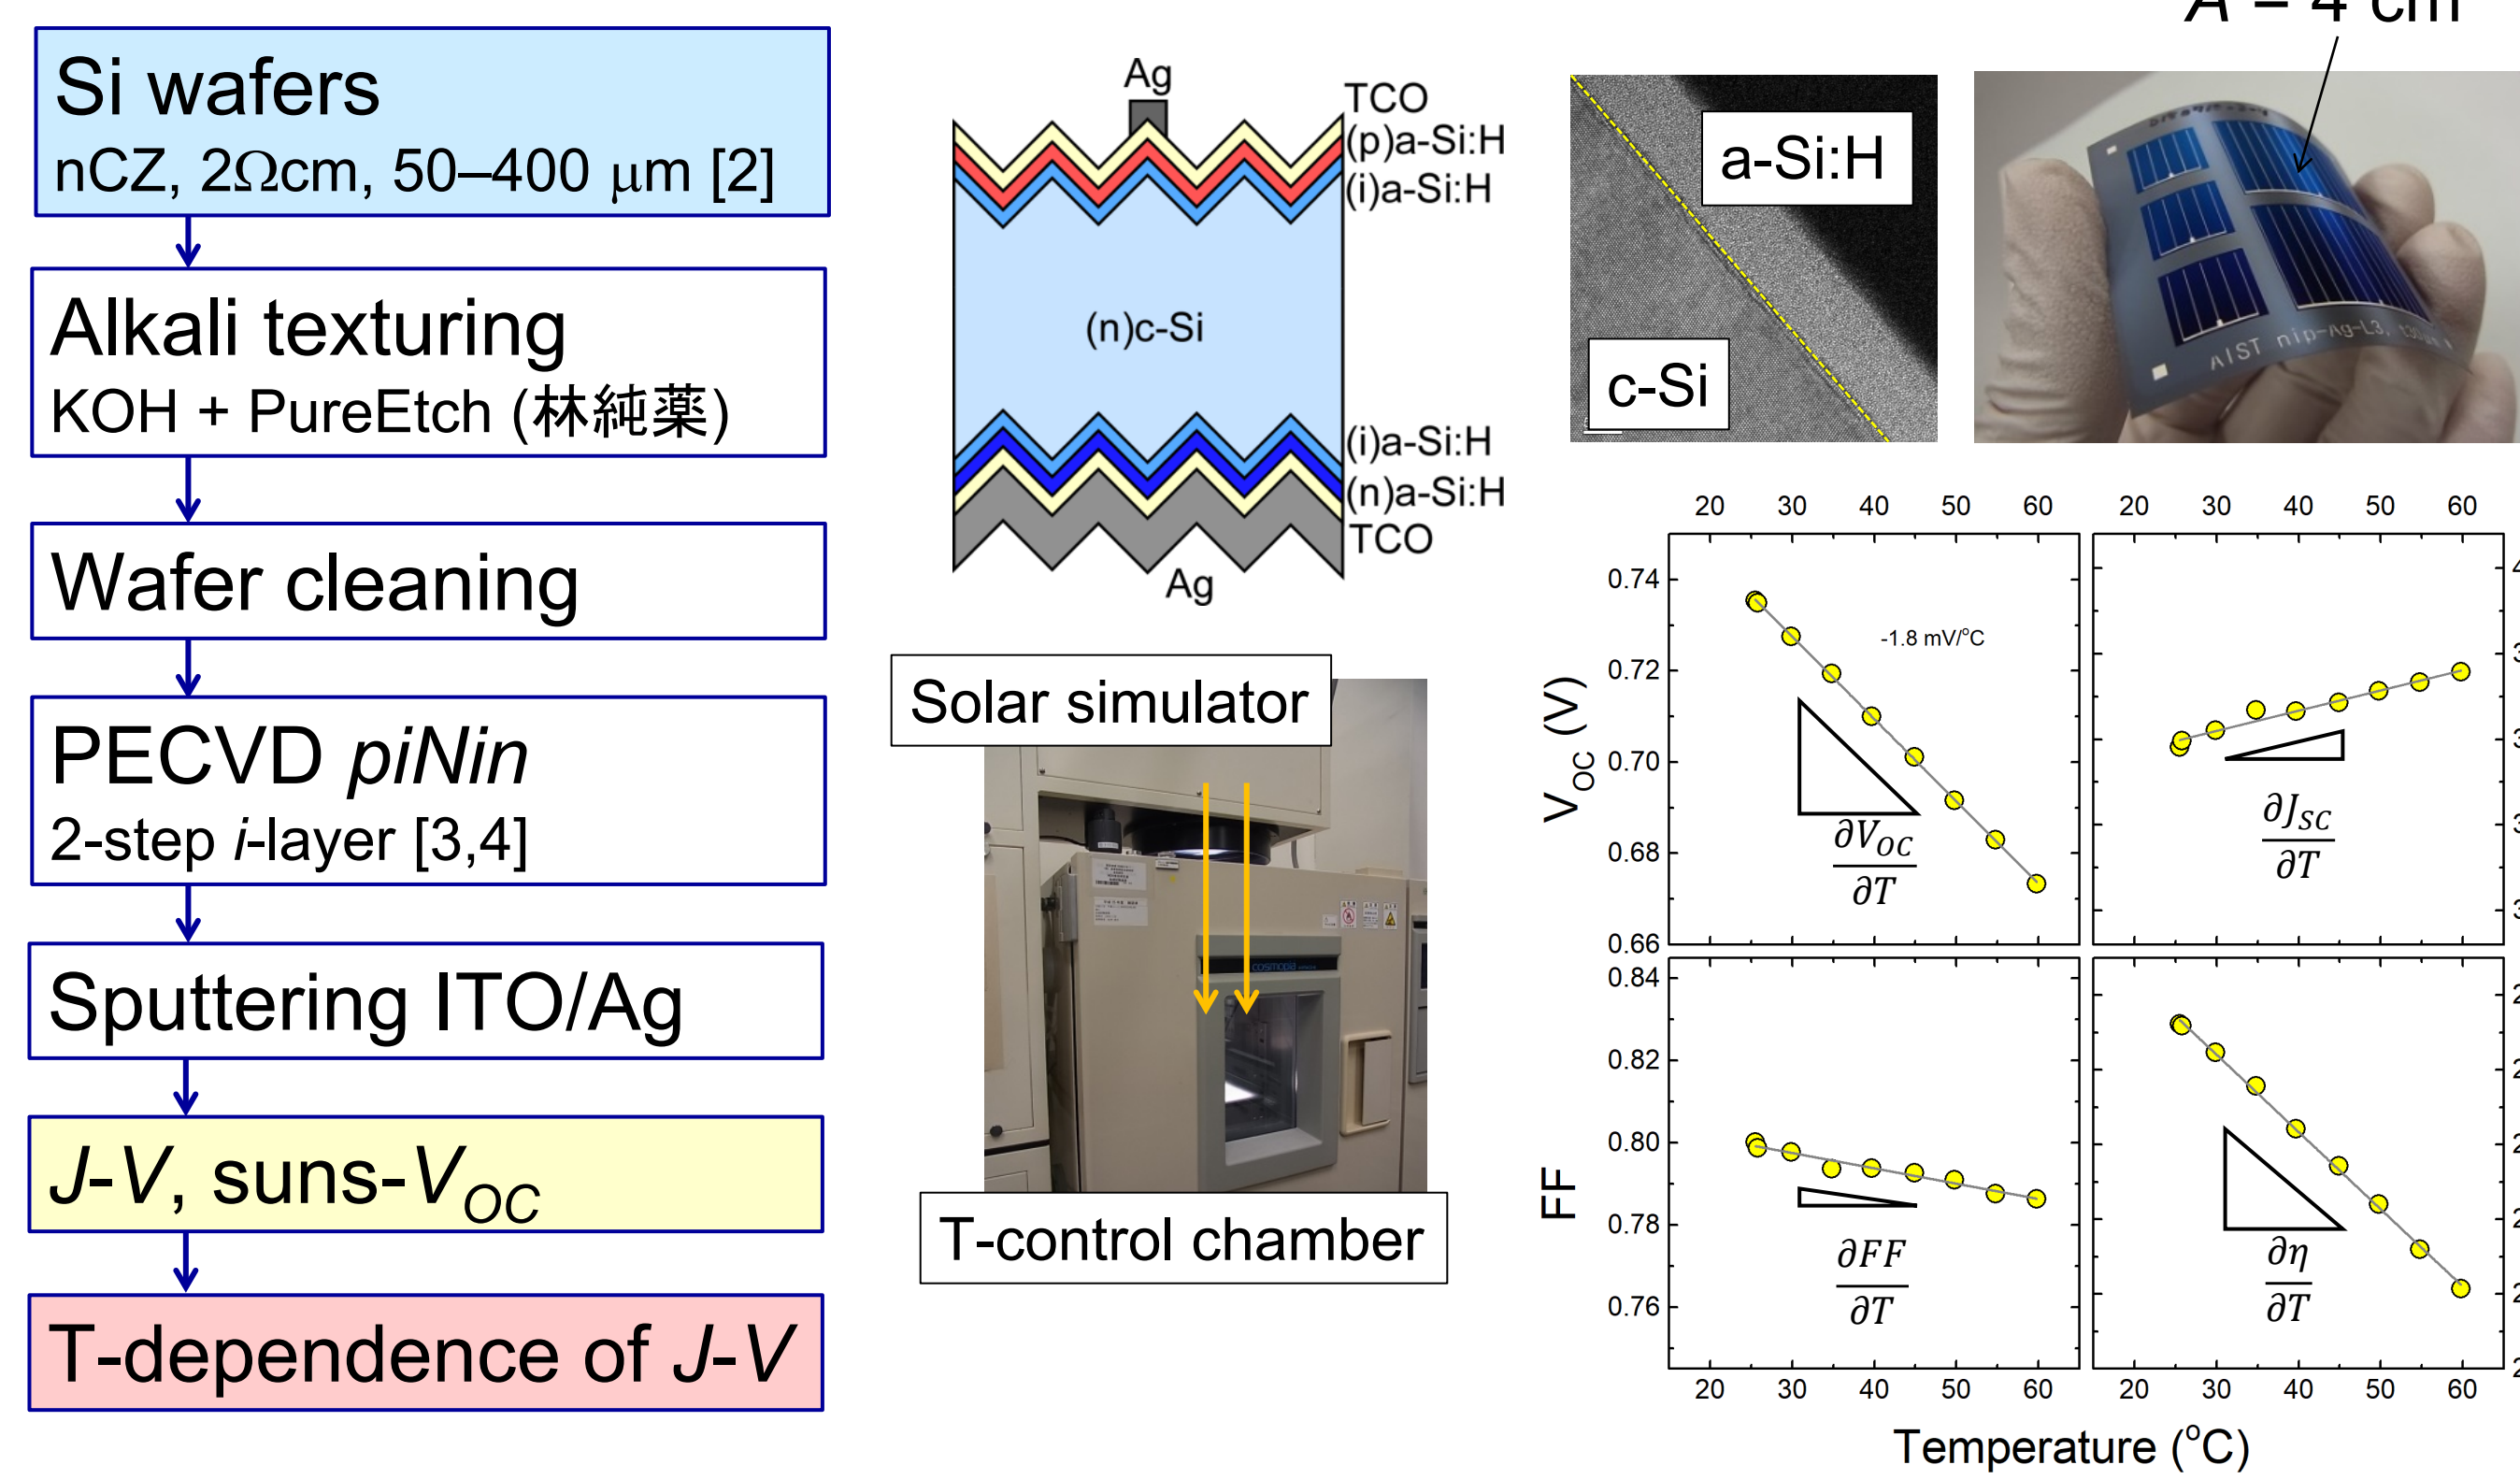 Si wafers
nCZ, 2Ωcm, 50–400 μm [2]
Alkali texturing
KOH + PureEtch (林純薬)
Wafer cleaning
PECVD piNin
2-step i-layer [3,4]
Sputtering ITO/Ag
J-V, suns-V_OC
T-dependence of J-V
Ag
TCO
(p)a-Si:H
(i)a-Si:H
(n)c-Si
(i)a-Si:H
(n)a-Si:H
TCO
Ag
Solar simulator
cosmopia
T-control chamber
a-Si:H
c-Si
A = 4 cm
AIST nip-Ag-L3,
20 30 40 50 60
20 30 40 50 60
V_OC (V)
0.74
0.72
0.70
0.68
0.66
-1.8 mV/°C
∂V_OC
∂T
∂J_SC
∂T
FF
0.84
0.82
0.80
0.78
0.76
∂FF
∂T
∂η
∂T
20 30 40 50 60
20 30 40 50 60
Temperature (°C)